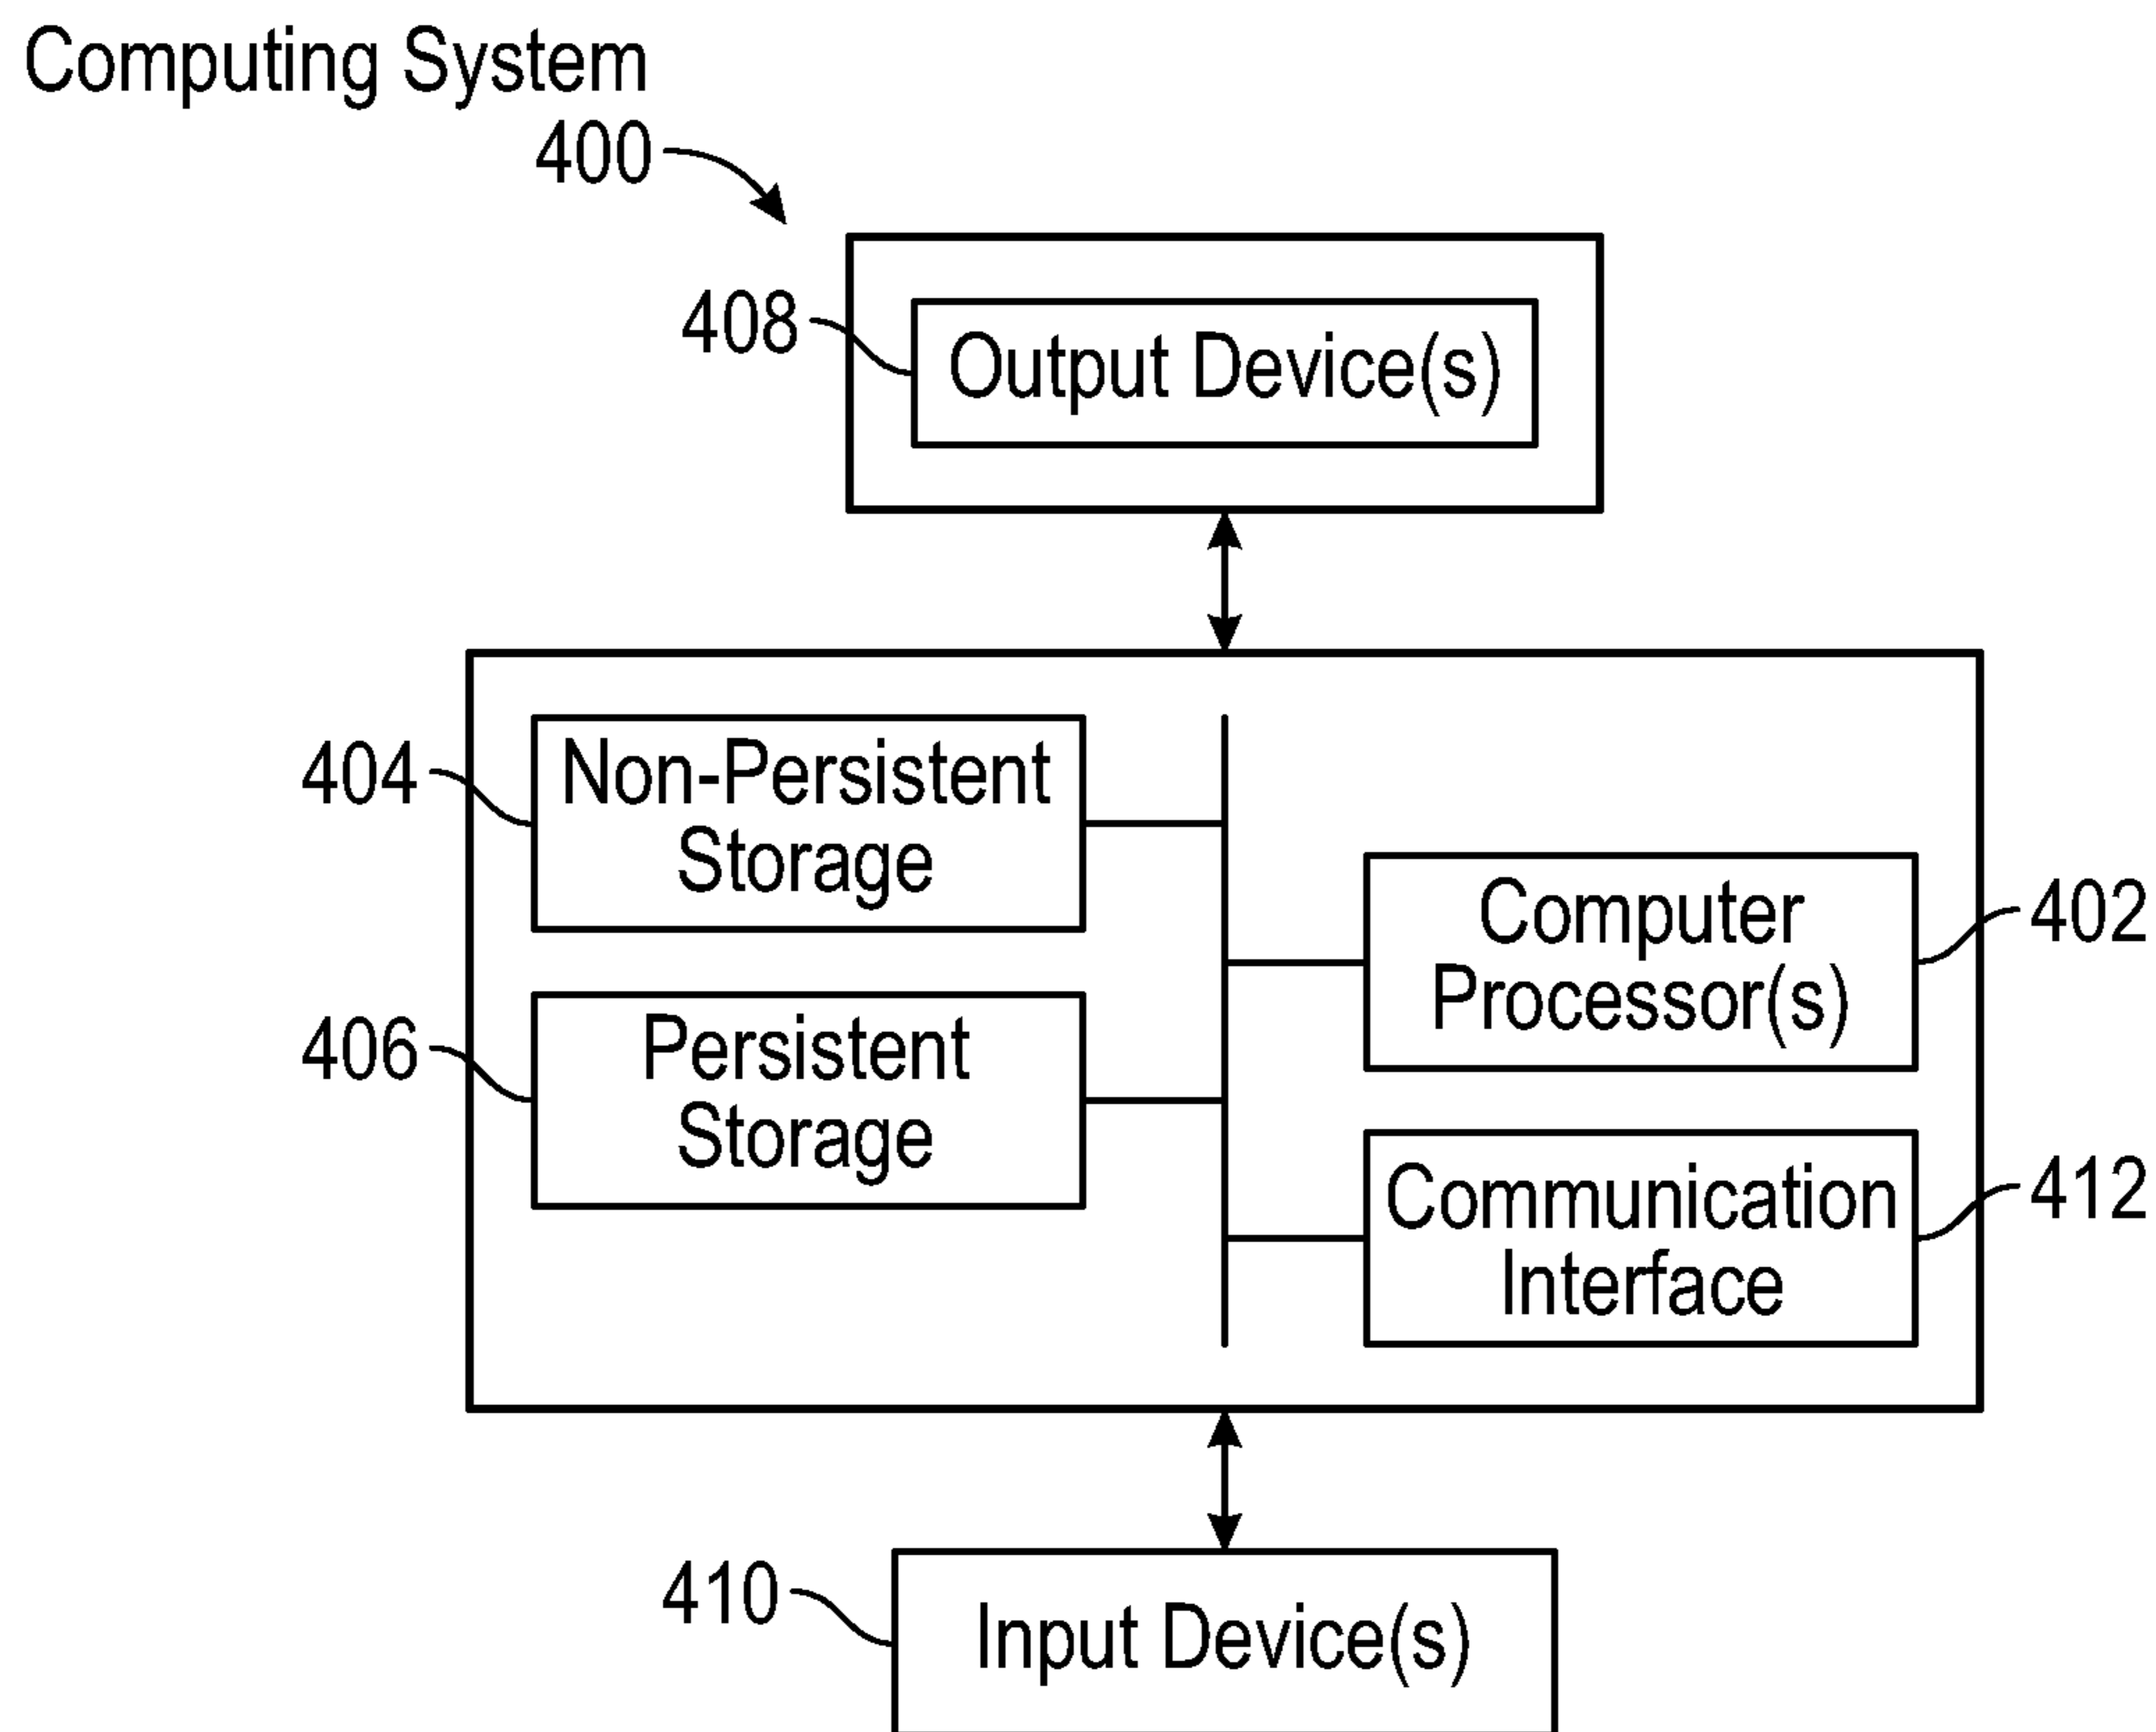 Computing System
400
408
Output Device(s)
404
Non-Persistent
Storage
Computer
Processor(s)
402
406
Persistent
Storage
Communication
Interface
412
410
Input Device(s)